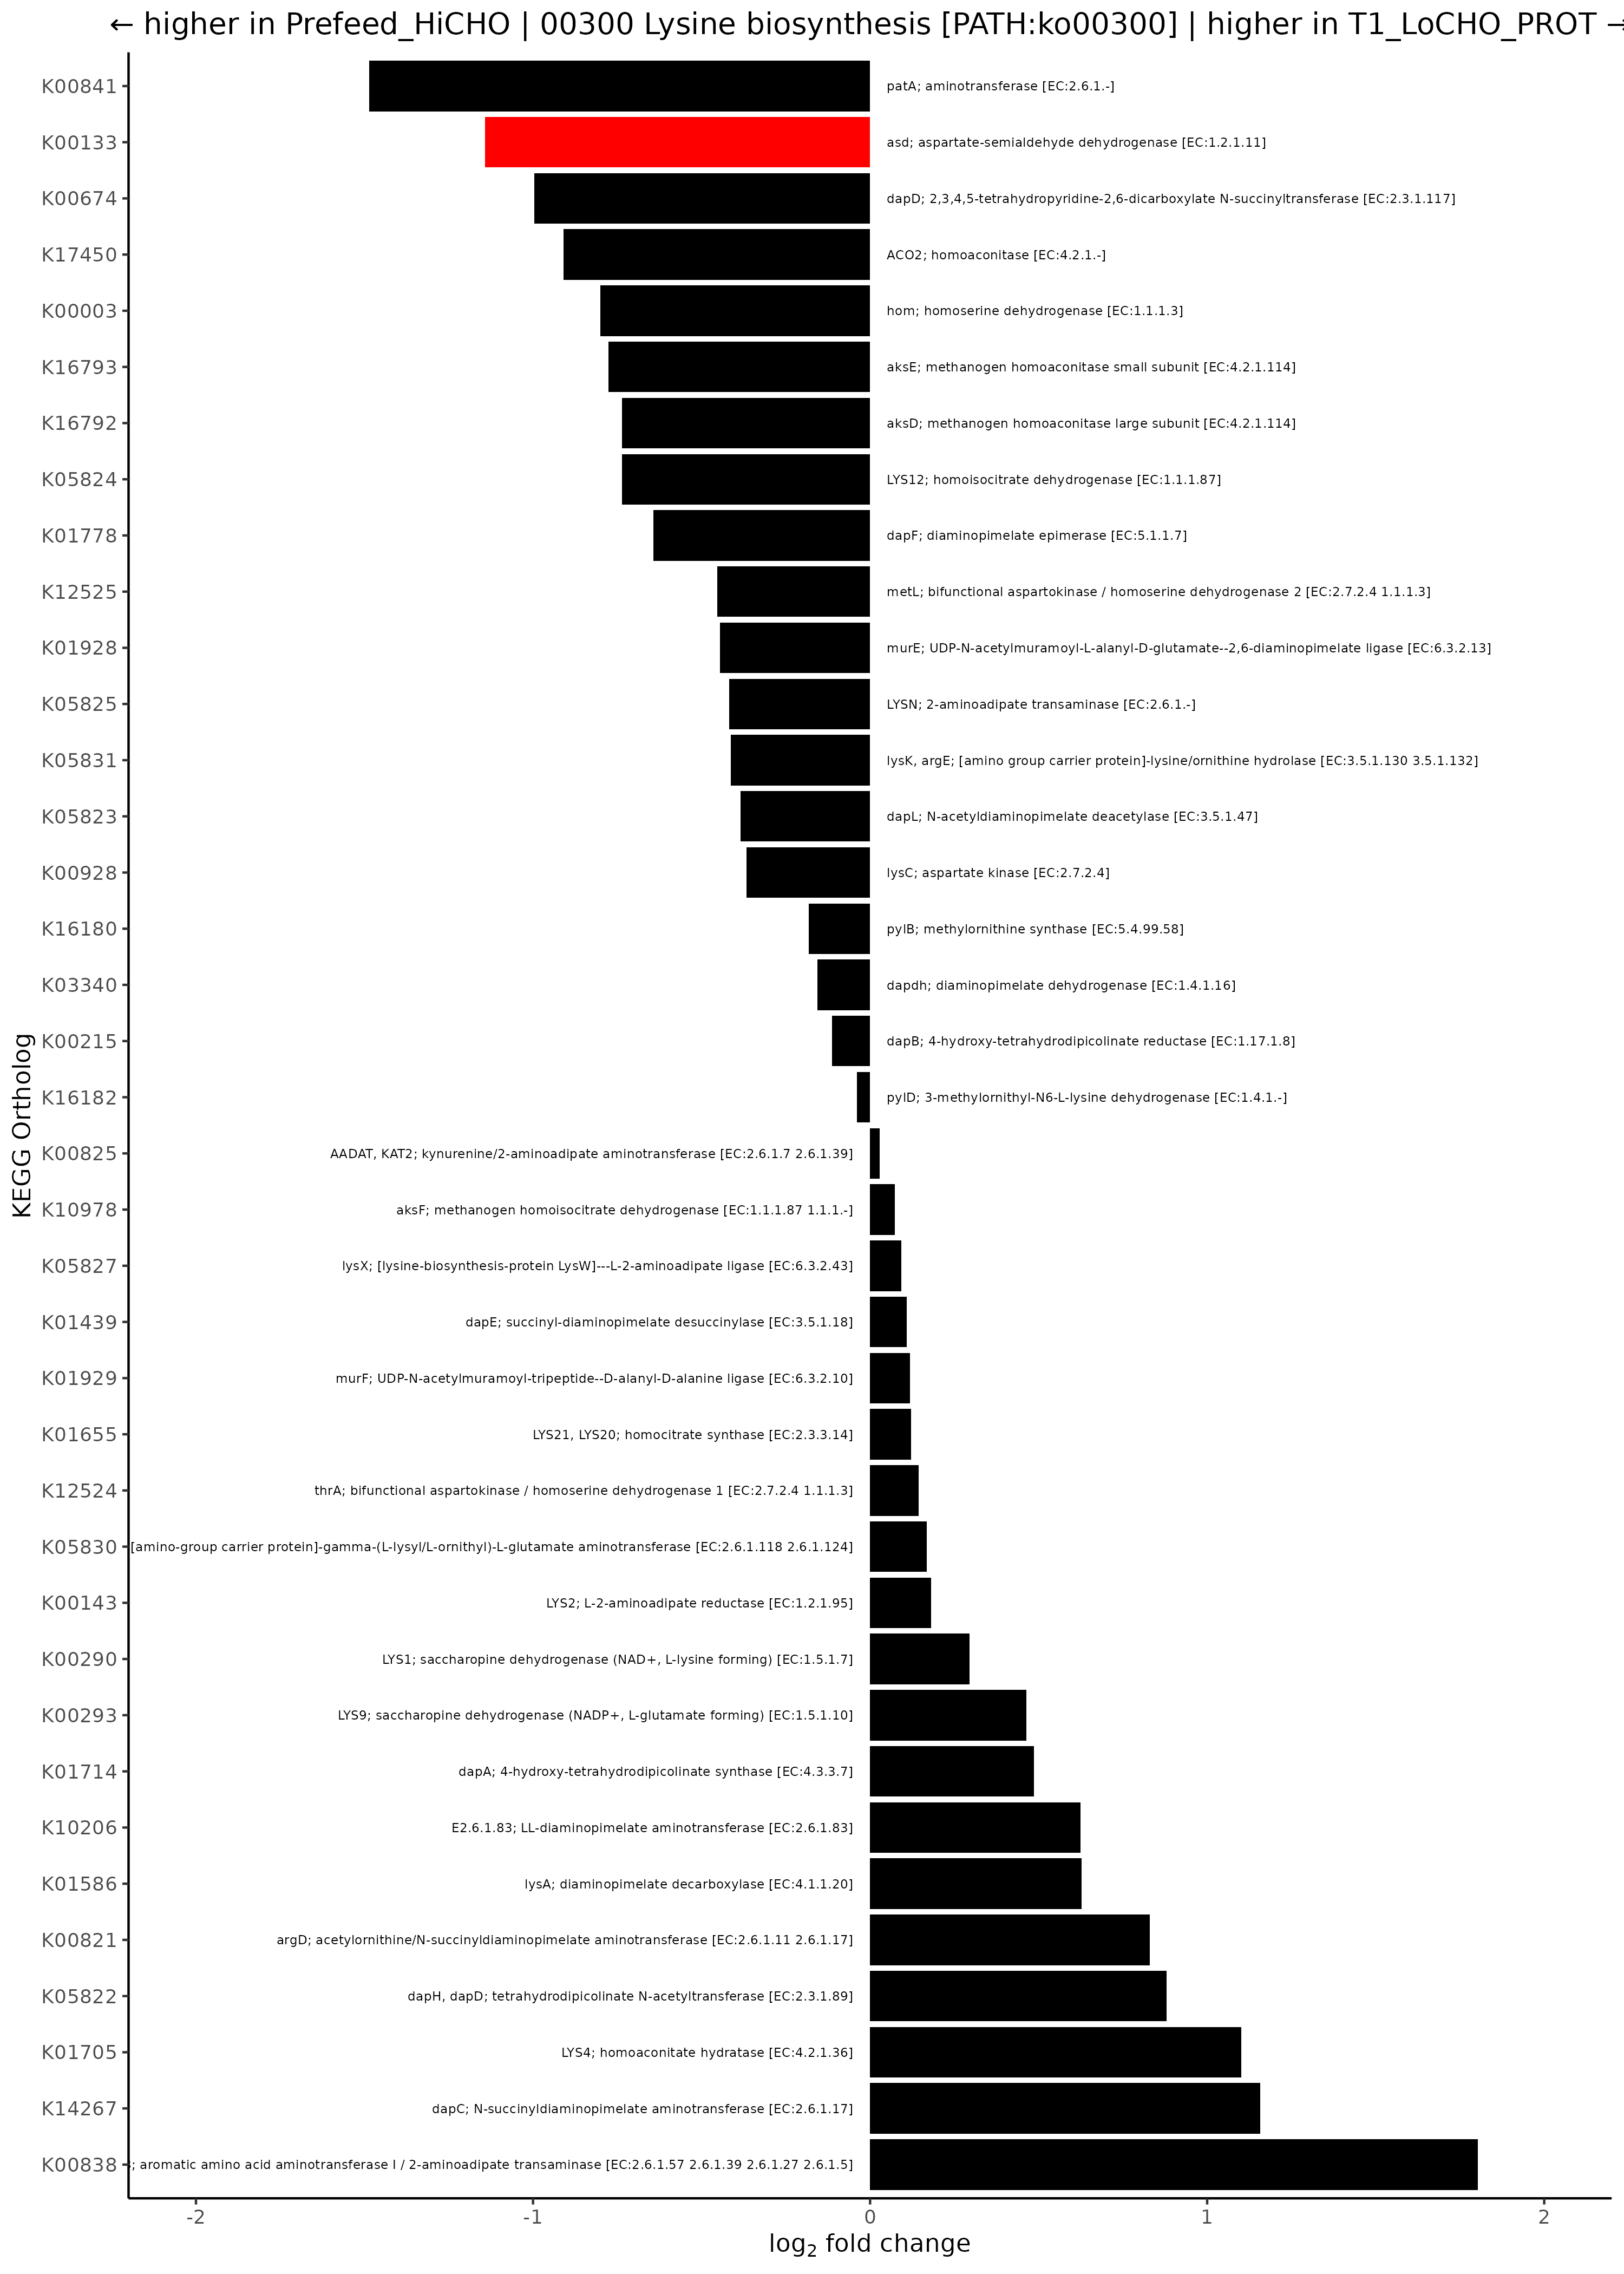 ← higher in Prefeed_HiCHO | 00300 Lysine biosynthesis [PATH:ko00300] | higher in T1_LoCHO_PROT →
KEGG Ortholog
K00841 patA; aminotransferase [EC:2.6.1.-]
K00133 asd; aspartate-semialdehyde dehydrogenase [EC:1.2.1.11]
K00674 dapD; 2,3,4,5-tetrahydropyridine-2,6-dicarboxylate N-succinyltransferase [EC:2.3.1.117]
K17450 ACO2; homoaconitase [EC:4.2.1.-]
K00003 hom; homoserine dehydrogenase [EC:1.1.1.3]
K16793 aksE; methanogen homoaconitase small subunit [EC:4.2.1.114]
K16792 aksD; methanogen homoaconitase large subunit [EC:4.2.1.114]
K05824 LYS12; homoisocitrate dehydrogenase [EC:1.1.1.87]
K01778 dapF; diaminopimelate epimerase [EC:5.1.1.7]
K12525 metL; bifunctional aspartokinase / homoserine dehydrogenase 2 [EC:2.7.2.4 1.1.1.3]
K01928 murE; UDP-N-acetylmuramoyl-L-alanyl-D-glutamate--2,6-diaminopimelate ligase [EC:6.3.2.13]
K05825 LYSN; 2-aminoadipate transaminase [EC:2.6.1.-]
K05831 lysK, argE; [amino group carrier protein]-lysine/ornithine hydrolase [EC:3.5.1.130 3.5.1.132]
K05823 dapL; N-acetyldiaminopimelate deacetylase [EC:3.5.1.47]
K00928 lysC; aspartate kinase [EC:2.7.2.4]
K16180 pylB; methylornithine synthase [EC:5.4.99.58]
K03340 dapdh; diaminopimelate dehydrogenase [EC:1.4.1.16]
K00215 dapB; 4-hydroxy-tetrahydrodipicolinate reductase [EC:1.17.1.8]
K16182 pylD; 3-methylornithyl-N6-L-lysine dehydrogenase [EC:1.4.1.-]
K00825 AADAT, KAT2; kynurenine/2-aminoadipate aminotransferase [EC:2.6.1.7 2.6.1.39]
K10978 aksF; methanogen homoisocitrate dehydrogenase [EC:1.1.1.87 1.1.1.-]
K05827 lysX; [lysine-biosynthesis-protein LysW]---L-2-aminoadipate ligase [EC:6.3.2.43]
K01439 dapE; succinyl-diaminopimelate desuccinylase [EC:3.5.1.18]
K01929 murF; UDP-N-acetylmuramoyl-tripeptide--D-alanyl-D-alanine ligase [EC:6.3.2.10]
K01655 LYS21, LYS20; homocitrate synthase [EC:2.3.3.14]
K12524 thrA; bifunctional aspartokinase / homoserine dehydrogenase 1 [EC:2.7.2.4 1.1.1.3]
K05830 [amino-group carrier protein]-gamma-(L-lysyl/L-ornithyl)-L-glutamate aminotransferase [EC:2.6.1.118 2.6.1.124]
K00143 LYS2; L-2-aminoadipate reductase [EC:1.2.1.95]
K00290 LYS1; saccharopine dehydrogenase (NAD+, L-lysine forming) [EC:1.5.1.7]
K00293 LYS9; saccharopine dehydrogenase (NADP+, L-glutamate forming) [EC:1.5.1.10]
K01714 dapA; 4-hydroxy-tetrahydrodipicolinate synthase [EC:4.3.3.7]
K10206 E2.6.1.83; LL-diaminopimelate aminotransferase [EC:2.6.1.83]
K01586 lysA; diaminopimelate decarboxylase [EC:4.1.1.20]
K00821 argD; acetylornithine/N-succinyldiaminopimelate aminotransferase [EC:2.6.1.11 2.6.1.17]
K05822 dapH, dapD; tetrahydrodipicolinate N-acetyltransferase [EC:2.3.1.89]
K01705 LYS4; homoaconitate hydratase [EC:4.2.1.36]
K14267 dapC; N-succinyldiaminopimelate aminotransferase [EC:2.6.1.17]
K00838 ; aromatic amino acid aminotransferase I / 2-aminoadipate transaminase [EC:2.6.1.57 2.6.1.39 2.6.1.27 2.6.1.5]
-2 -1 0 1 2
log2 fold change